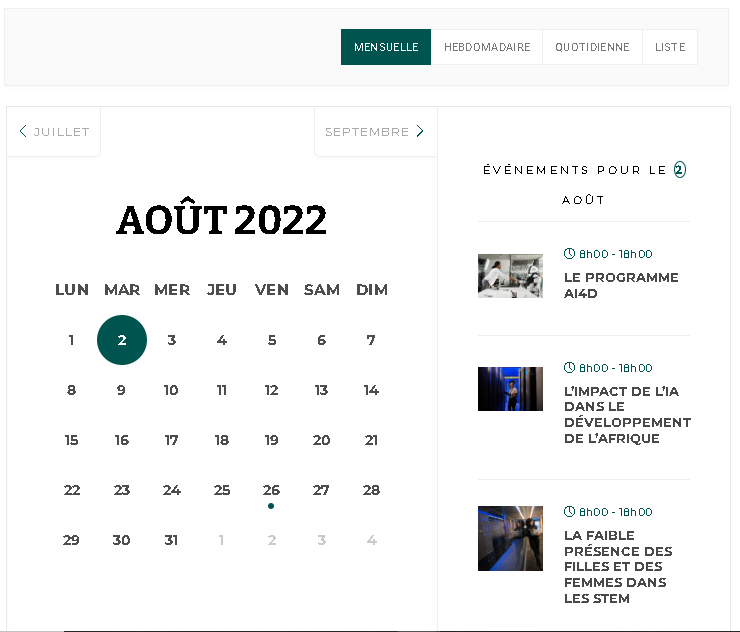 MENSUELLE HEBDOMADAIRE QUOTIDIENNE LISTE
JUILLET SEPTEMBRE
AOÛT 2022
LUN MAR MER JEU VEN SAM DIM
1 2 3 4 5 6 7
8 9 10 11 12 13 14
15 16 17 18 19 20 21
22 23 24 25 26 27 28
29 30 31 1 2 3 4
ÉVÉNEMENTS POUR LE 2
AOÛT
8h00 - 18h00
LE PROGRAMME
AI4D
8h00 - 18h00
L'IMPACT DE L'IA
DANS LE
DÉVELOPPEMENT
DE L'AFRIQUE
8h00 - 18h00
LA FAIBLE
PRÉSENCE DES
FILLES ET DES
FEMMES DANS
LES STEM